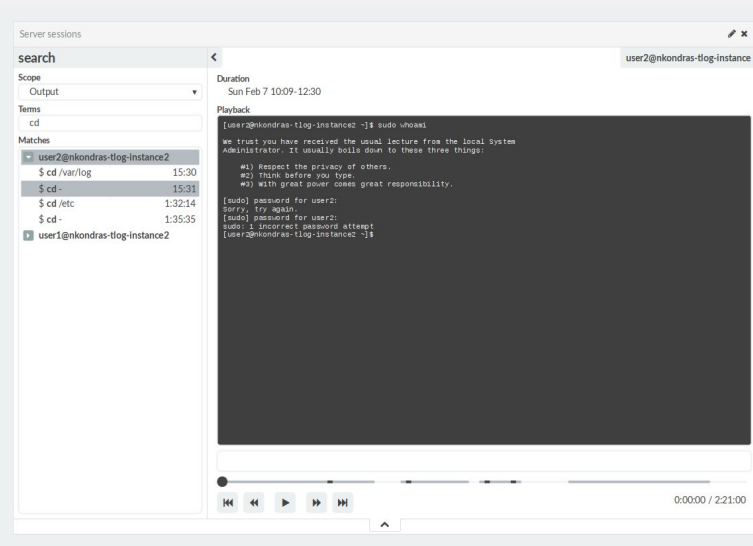 Server sessions
search
user2@nkondras-tlog-instance
Scope
Output
Terms
cd
Matches
user2@nkondras-tlog-instance2
$ cd /var/log 15:30
$ cd - 15:31
$ cd /etc 1:32:14
$ cd - 1:35:35
user1@nkondras-tlog-instance2
Duration
Sun Feb 7 10:09-12:30
Playback
[user2@nkondras-tlog-instance2 ~]$ sudo whoami
We trust you have received the usual lecture from the local System
Administrator. It usually boils down to these three things:
#1) Respect the privacy of others.
#2) Think before you type.
#3) With great power comes great responsibility.
[sudo] password for user2:
Sorry, try again.
[sudo] password for user2:
sudo: 1 incorrect password attempt
[user2@nkondras-tlog-instance2 ~]$
0:00:00 / 2:21:00